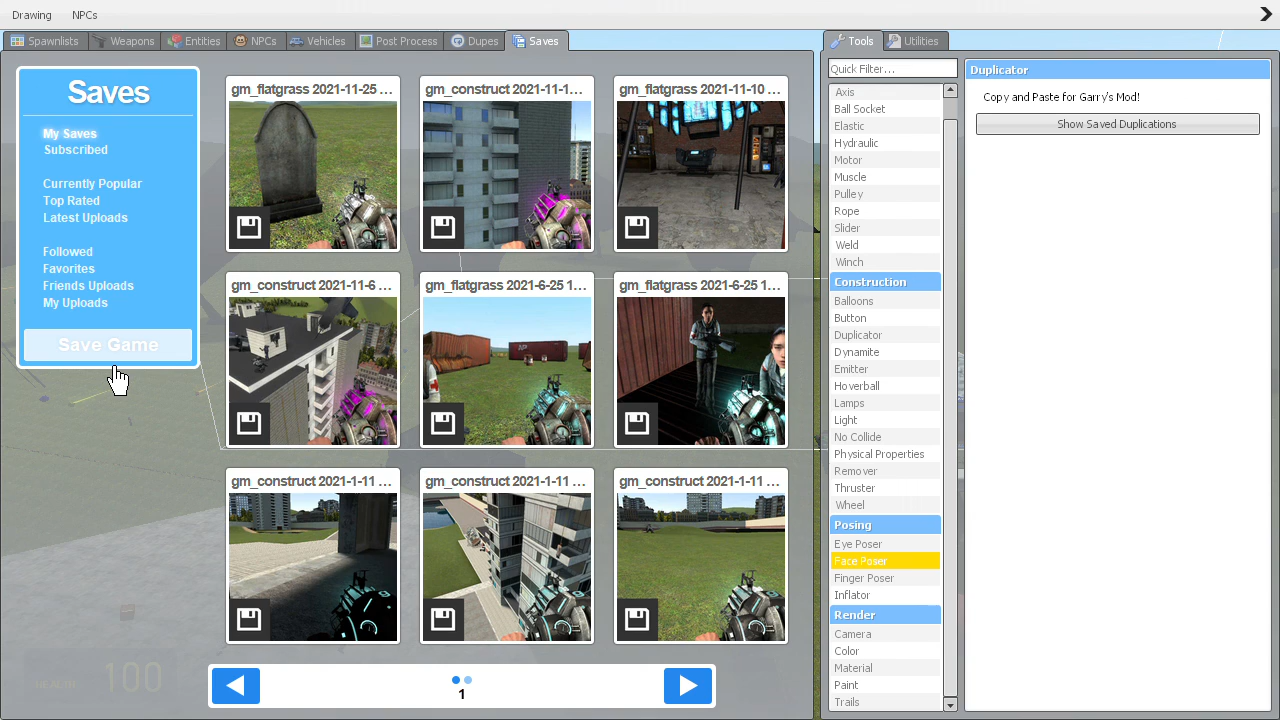 Drawing NPCs
Spawnlists Weapons Entities NPCs Vehicles Post Process Dupes Saves
Tools Utilities
Saves
My Saves
Subscribed
Currently Popular
Top Rated
Latest Uploads
Followed
Favorites
Friends Uploads
My Uploads
Save Game
gm_flatgrass 2021-11-25 ...
gm_construct 2021-11-1...
gm_flatgrass 2021-11-10 ...
gm_construct 2021-11-6 ...
gm_flatgrass 2021-6-25 1...
gm_flatgrass 2021-6-25 1...
gm_construct 2021-1-11 ...
gm_construct 2021-1-11 ...
gm_construct 2021-1-11 ...
1
HEALTH 100
Quick Filter...
Axis
Ball Socket
Elastic
Hydraulic
Motor
Muscle
Pulley
Rope
Slider
Weld
Winch
Construction
Balloons
Button
Duplicator
Dynamite
Emitter
Hoverball
Lamps
Light
No Collide
Physical Properties
Remover
Thruster
Wheel
Posing
Eye Poser
Face Poser
Finger Poser
Inflator
Render
Camera
Color
Material
Paint
Trails
Duplicator
Copy and Paste for Garry's Mod!
Show Saved Duplications